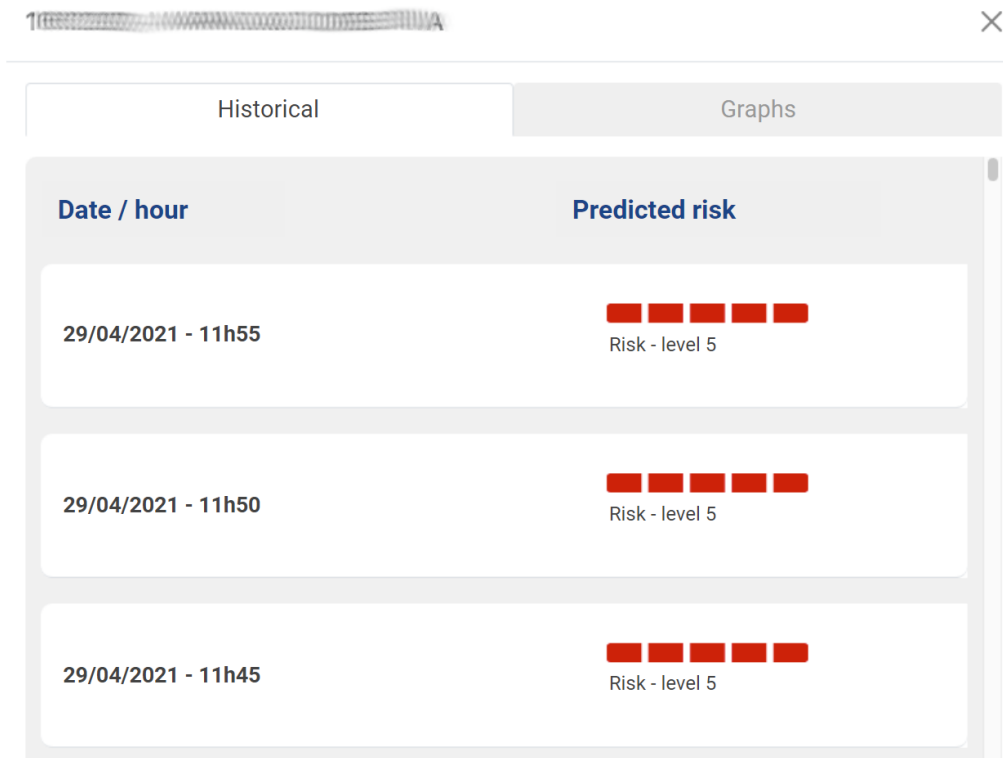 Historical
Graphs
Date / hour
Predicted risk
29/04/2021 - 11h55
Risk - level 5
29/04/2021 - 11h50
Risk - level 5
29/04/2021 - 11h45
Risk - level 5